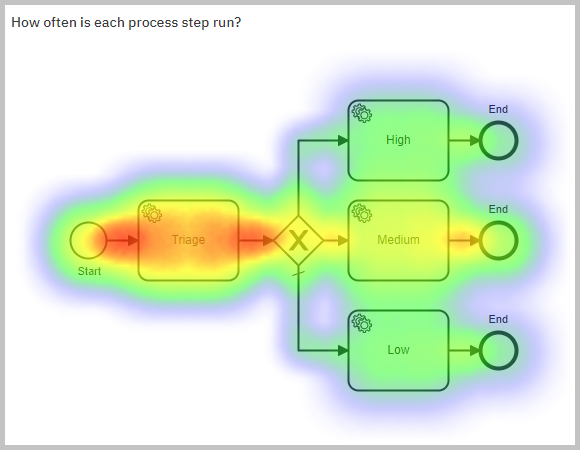 How often is each process step run?
End
High
End
Start
Triage
X
Medium
End
Low